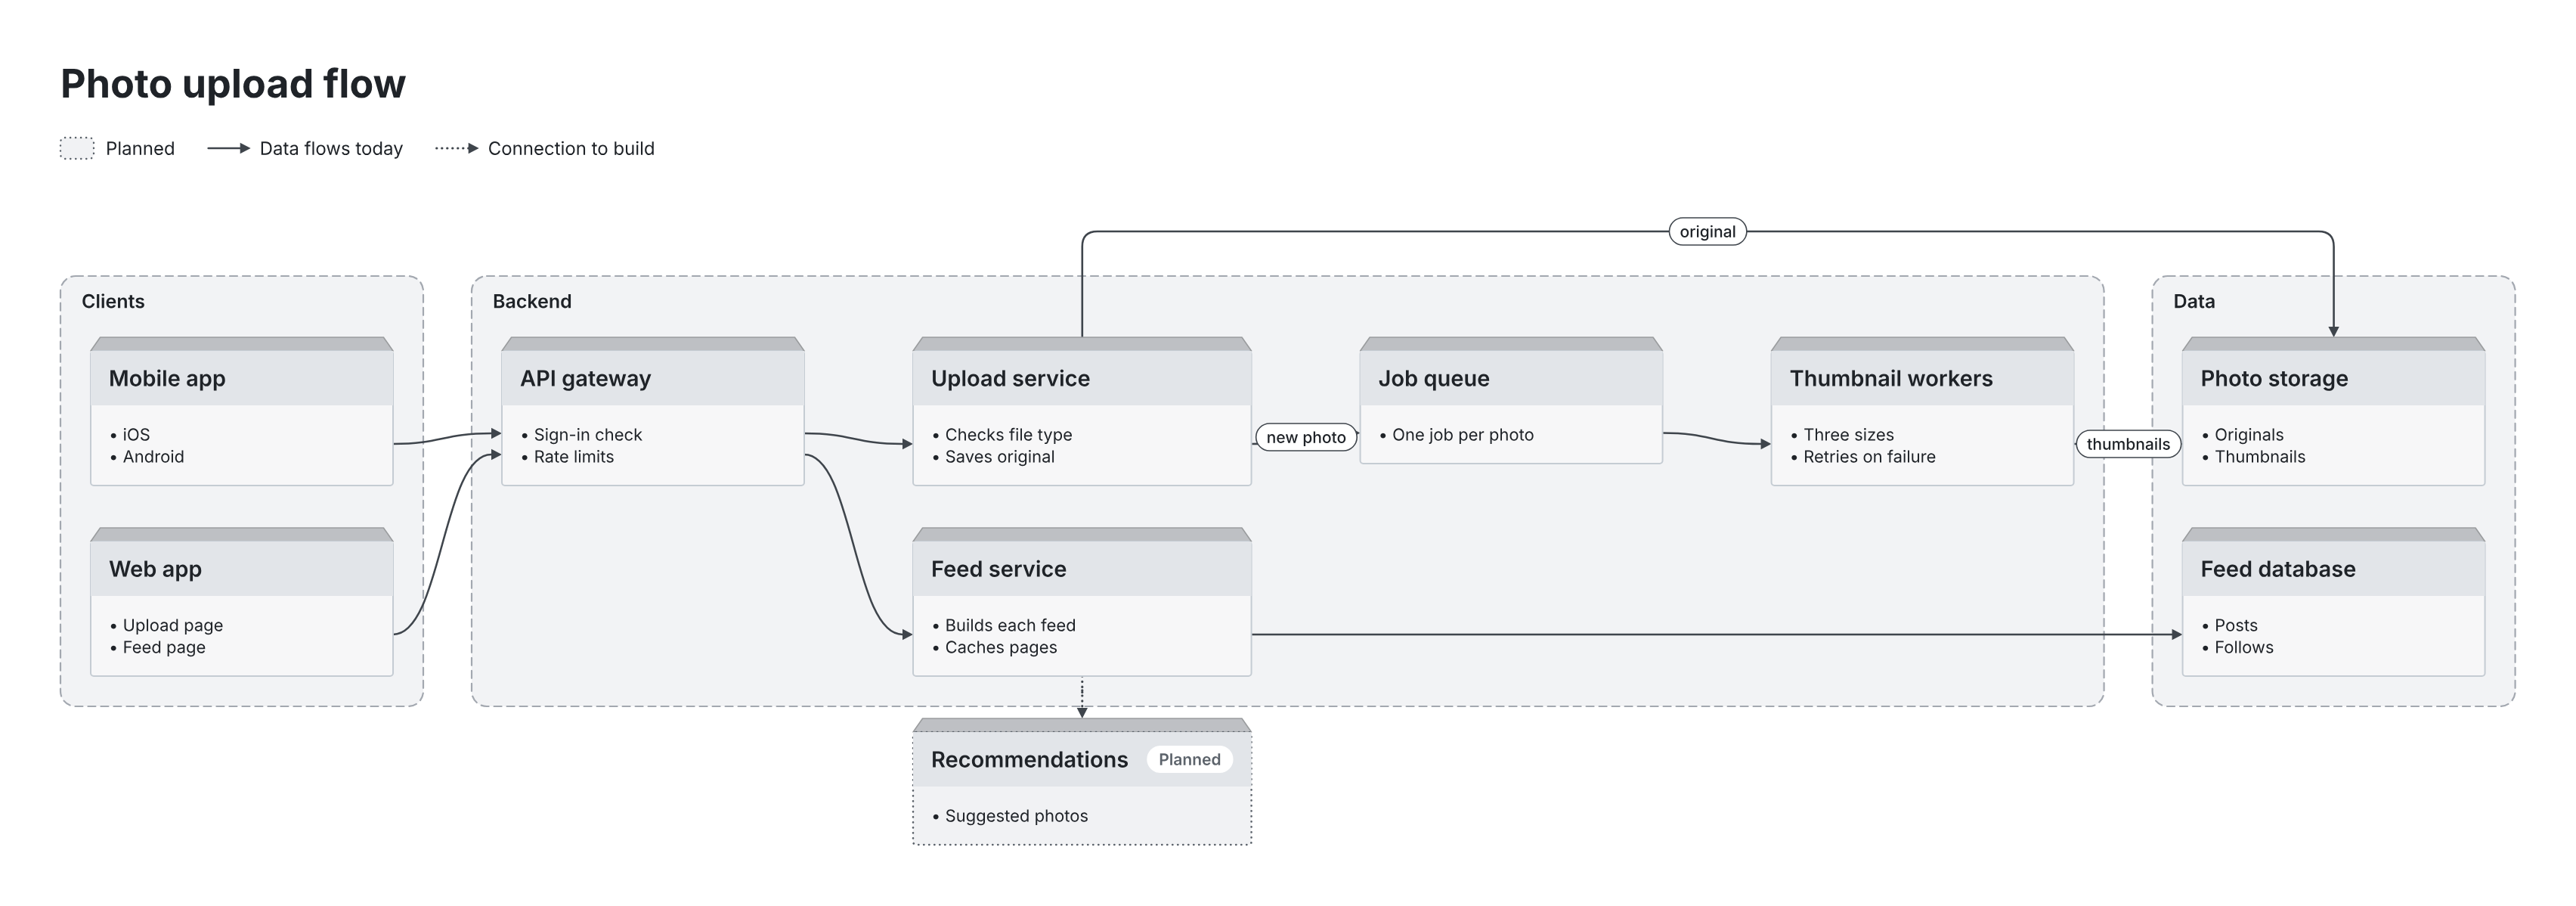 Photo upload flow
Planned
Data flows today
Connection to build
original
Clients
Mobile app
• iOS
• Android
Web app
• Upload page
• Feed page
Backend
API gateway
• Sign-in check
• Rate limits
Upload service
• Checks file type
• Saves original
new photo
Job queue
• One job per photo
Thumbnail workers
• Three sizes
• Retries on failure
thumbnails
Feed service
• Builds each feed
• Caches pages
Data
Photo storage
• Originals
• Thumbnails
Feed database
• Posts
• Follows
Recommendations
Planned
• Suggested photos